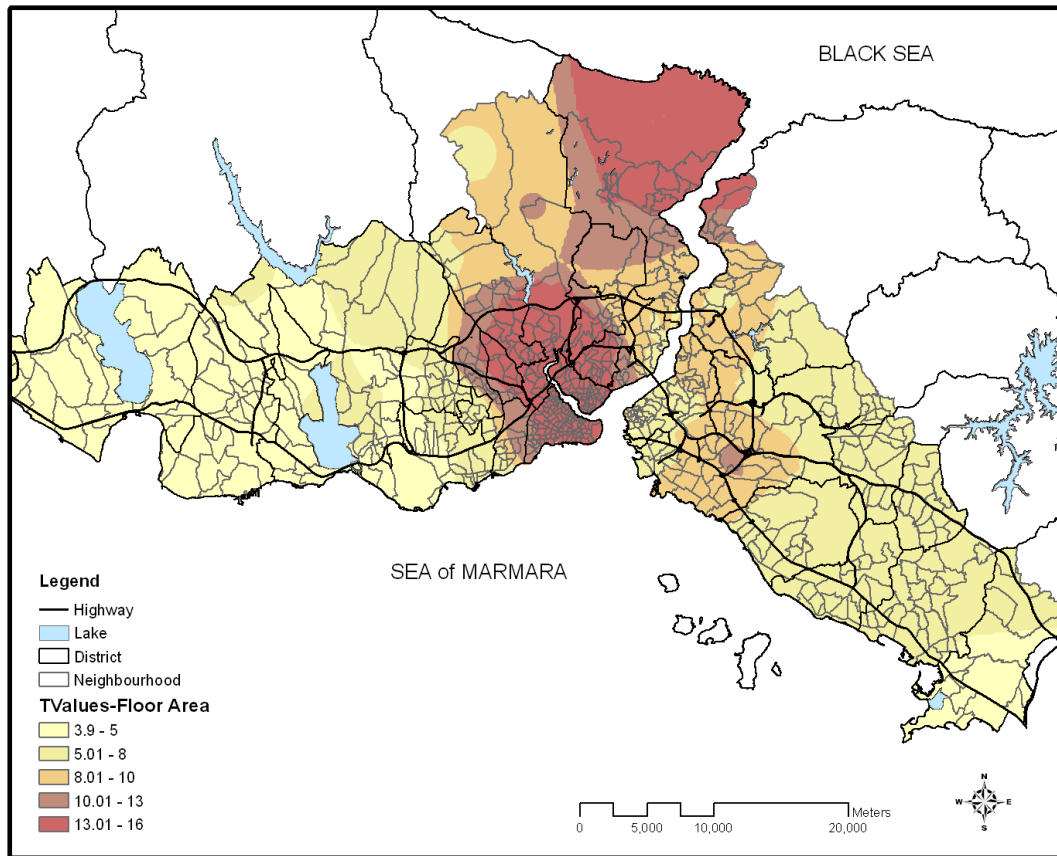 BLACK SEA
SEA of MARMARA
Legend
Highway
Lake
District
Neighbourhood
TValues-Floor Area
3.9 - 5
5.01 - 8
8.01 - 10
10.01 - 13
13.01 - 16
N
W E
S
Meters
0 5,000 10,000 20,000